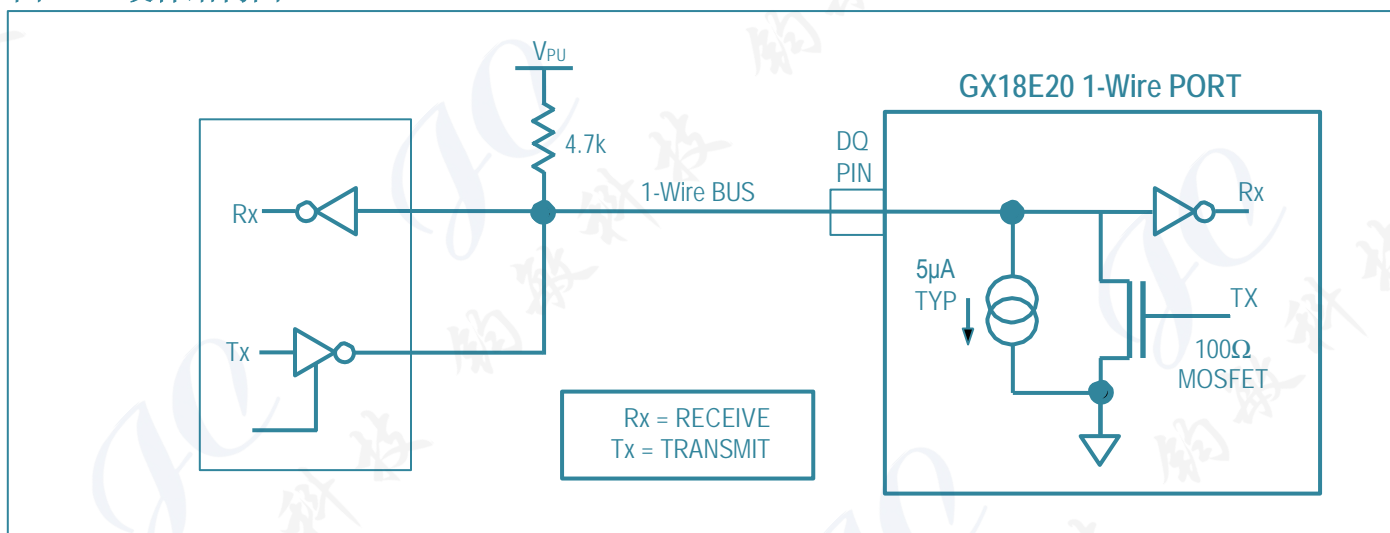 V_PU
GX18E20 1-Wire PORT
4.7k
DQ
PIN
Rx
1-Wire BUS
Rx
5µA
TYP
TX
Tx
100Ω
MOSFET
Rx = RECEIVE
Tx = TRANSMIT